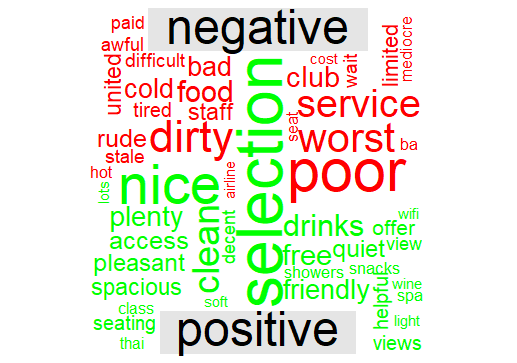 negative
paid
awful
difficult
bad
cost
club
wait
limited
mediocre
united
cold
food
tired
staff
seat
service
rude
dirty
worst
ba
stale
hot
poor
airline
lots
nice
selection
plenty
clean
decent
drinks
offer
wifi
access
free
quiet
view
pleasant
showers
snacks
spacious
friendly
helpful
wine
spa
class
soft
seating
light
thai
views
positive